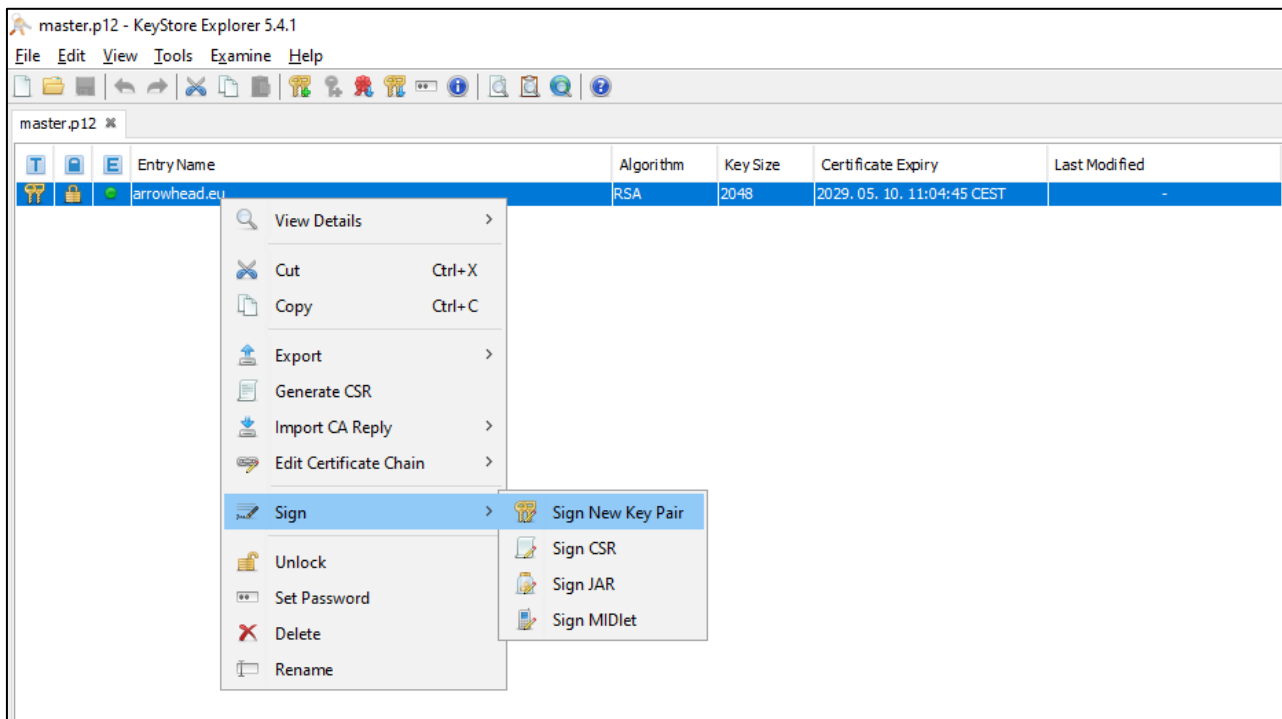 master.p12 - KeyStore Explorer 5.4.1
File Edit View Tools Examine Help
master.p12
T E Entry Name Algorithm Key Size Certificate Expiry Last Modified
arrowhead.eu RSA 2048 2029. 05. 10. 11:04:45 CEST -
View Details
Cut Ctrl+X
Copy Ctrl+C
Export
Generate CSR
Import CA Reply
Edit Certificate Chain
Sign
Sign New Key Pair
Sign CSR
Sign JAR
Sign MIDlet
Unlock
Set Password
Delete
Rename